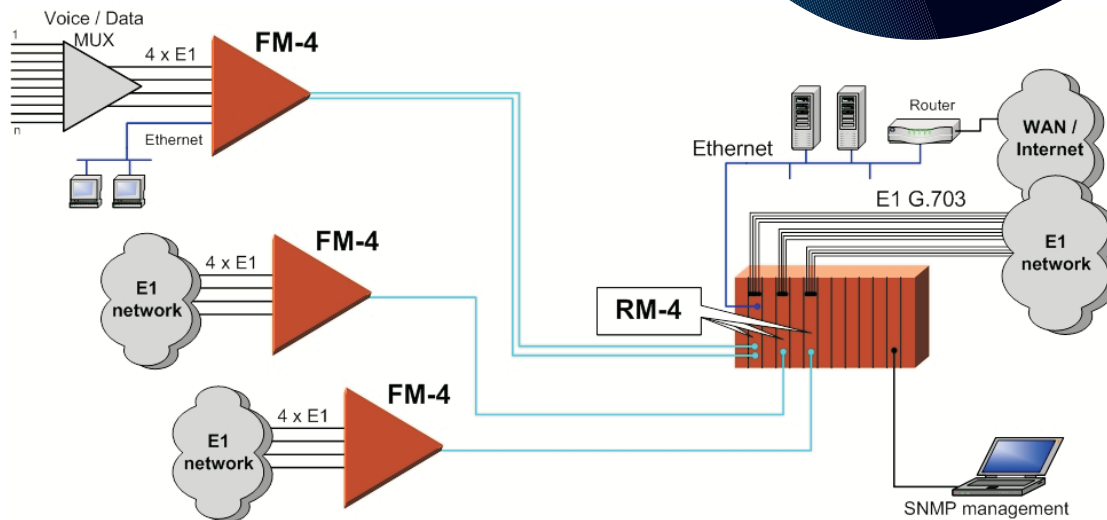 Voice / Data
MUX
1
n
4 x E1
FM-4
Ethernet
Ethernet
Router
WAN /
Internet
E1 G.703
E1
network
FM-4
4 x E1
E1
network
RM-4
FM-4
4 x E1
E1
network
SNMP management